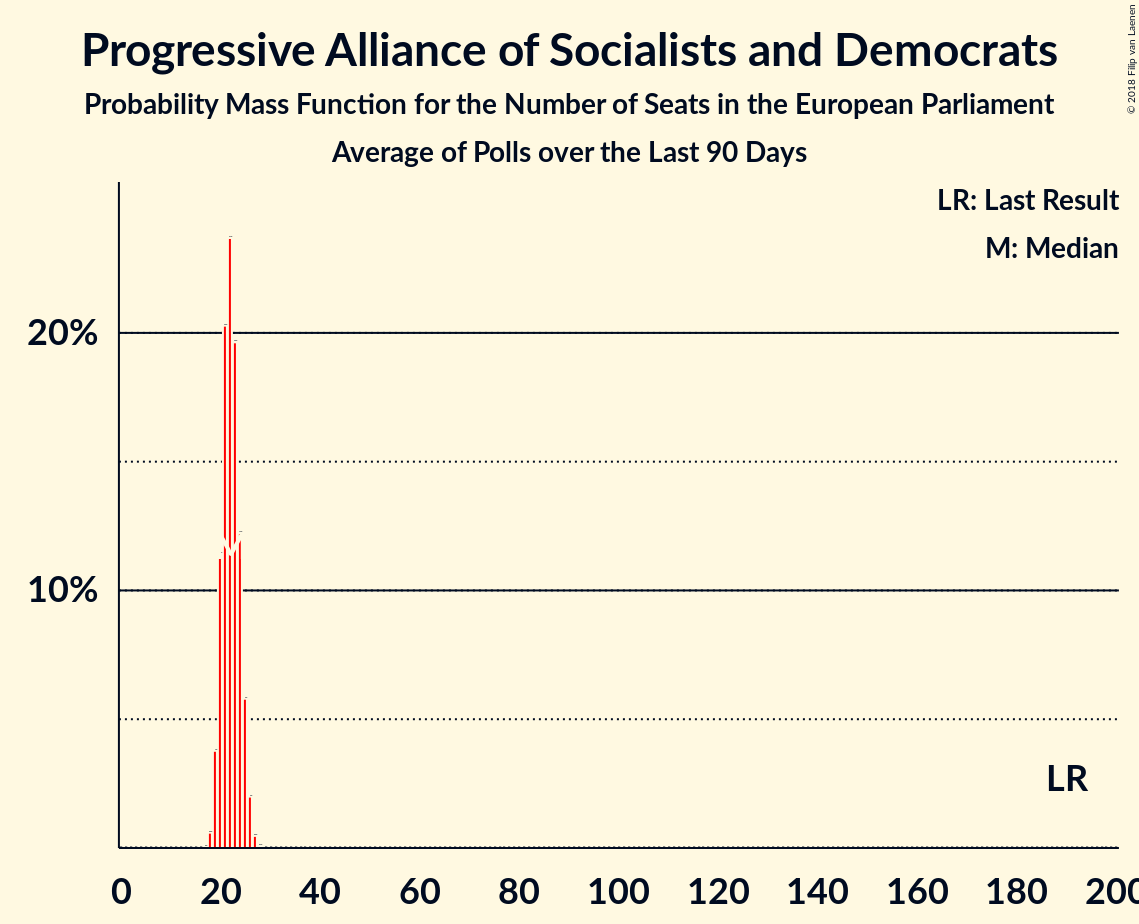 Progressive Alliance of Socialists and Democrats
Probability Mass Function for the Number of Seats in the European Parliament
Average of Polls over the Last 90 Days
© 2018 Filip van Laenen
LR: Last Result
M: Median
20%
10%
M
LR
0 20 40 60 80 100 120 140 160 180 200